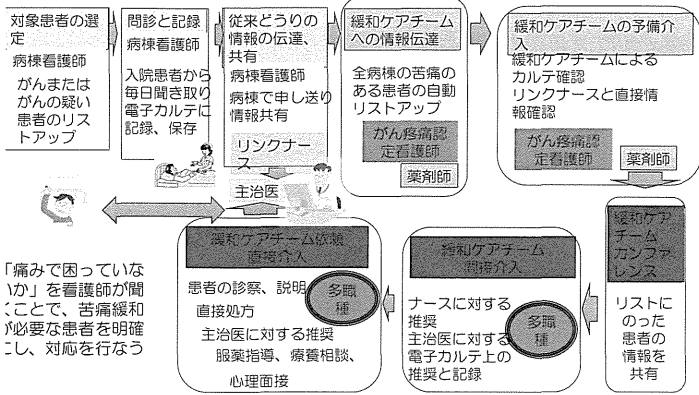 対象患者の選
定
病棟看護師
がんまたは
がんの疑い
患者のリス
トアップ
問診と記録
病棟看護師
入院患者から
毎日聞き取り
電子カルテに
記録、保存
従来どうりの
情報の伝達、
共有
病棟看護師
病棟で申し送り
情報共有
リンクナー
ス
主治医
緩和ケアチーム
への情報伝達
全病棟の苦痛の
ある患者の自動
リストアップ
がん疼痛認
定看護師
薬剤師
緩和ケアチームの予備介
入
緩和ケアチームによる
カルテ確認
リンクナースと直接情
報確認
がん疼痛認
定看護師
薬剤師
緩和ケア
チーム
カンファ
レンス
リストに
のった
患者の
情報を
共有
緩和ケアチーム
間接介入
ナースに対する
推奨
主治医に対する
電子カルテ上の
推奨と記録
多職
種
緩和ケアチーム依頼
直接介入
患者の診察、説明
直接処方
主治医に対する推奨
服薬指導、療養相談、
心理面接
多職
種
「痛みで困っていな
いか」を看護師が聞
くことで、苦痛緩和
が必要な患者を明確
にし、対応を行なう